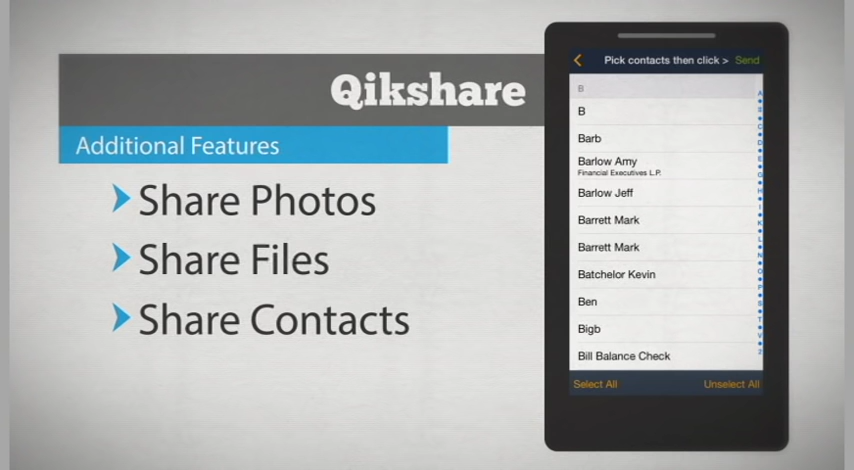 Qikshare
Additional Features
Share Photos
Share Files
Share Contacts
Pick contacts then click > Send
B
B
Barb
Barlow Amy
Financial Executives L.P.
Barlow Jeff
Barrett Mark
Barrett Mark
Batchelor Kevin
Ben
Bigb
Bill Balance Check
Select All Unselect All